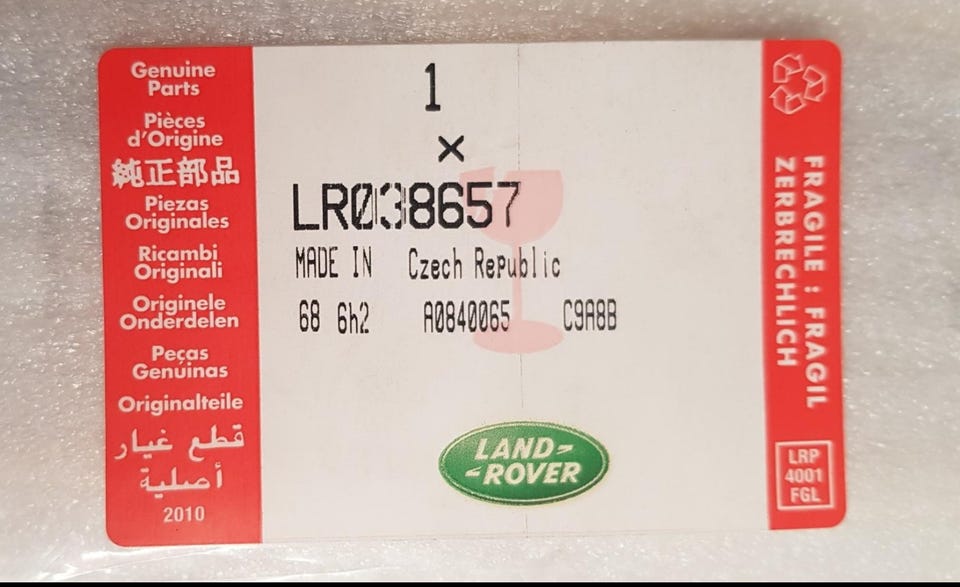 Genuine
Parts
Pièces
d'Origine
純正部品
Piezas
Originales
Ricambi
Originali
Originele
Onderdelen
Peças
Genúinas
Originalteile
قطع غيار
أصلية
2010
1
×
LR038657
MADE IN Czech Republic
68 6h2 A0840065 C9A8B
LAND-
-ROVER
FRAGILE : FRAGIL
ZERBRECHLICH
LRP
4001
FGL